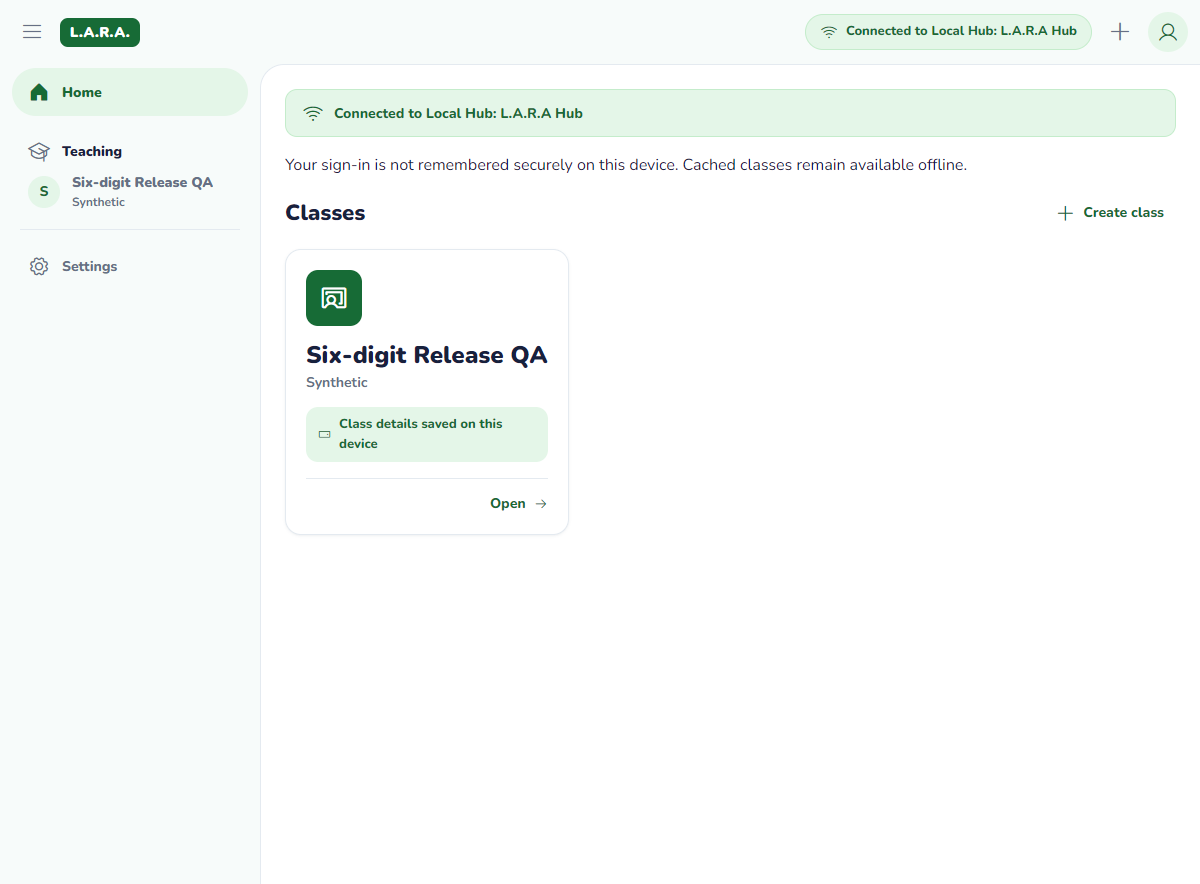 L.A.R.A.
Connected to Local Hub: L.A.R.A Hub
Home
Teaching
S
Six-digit Release QA
Synthetic
Settings
Connected to Local Hub: L.A.R.A Hub
Your sign-in is not remembered securely on this device. Cached classes remain available offline.
Classes
Create class
Six-digit Release QA
Synthetic
Class details saved on this
device
Open